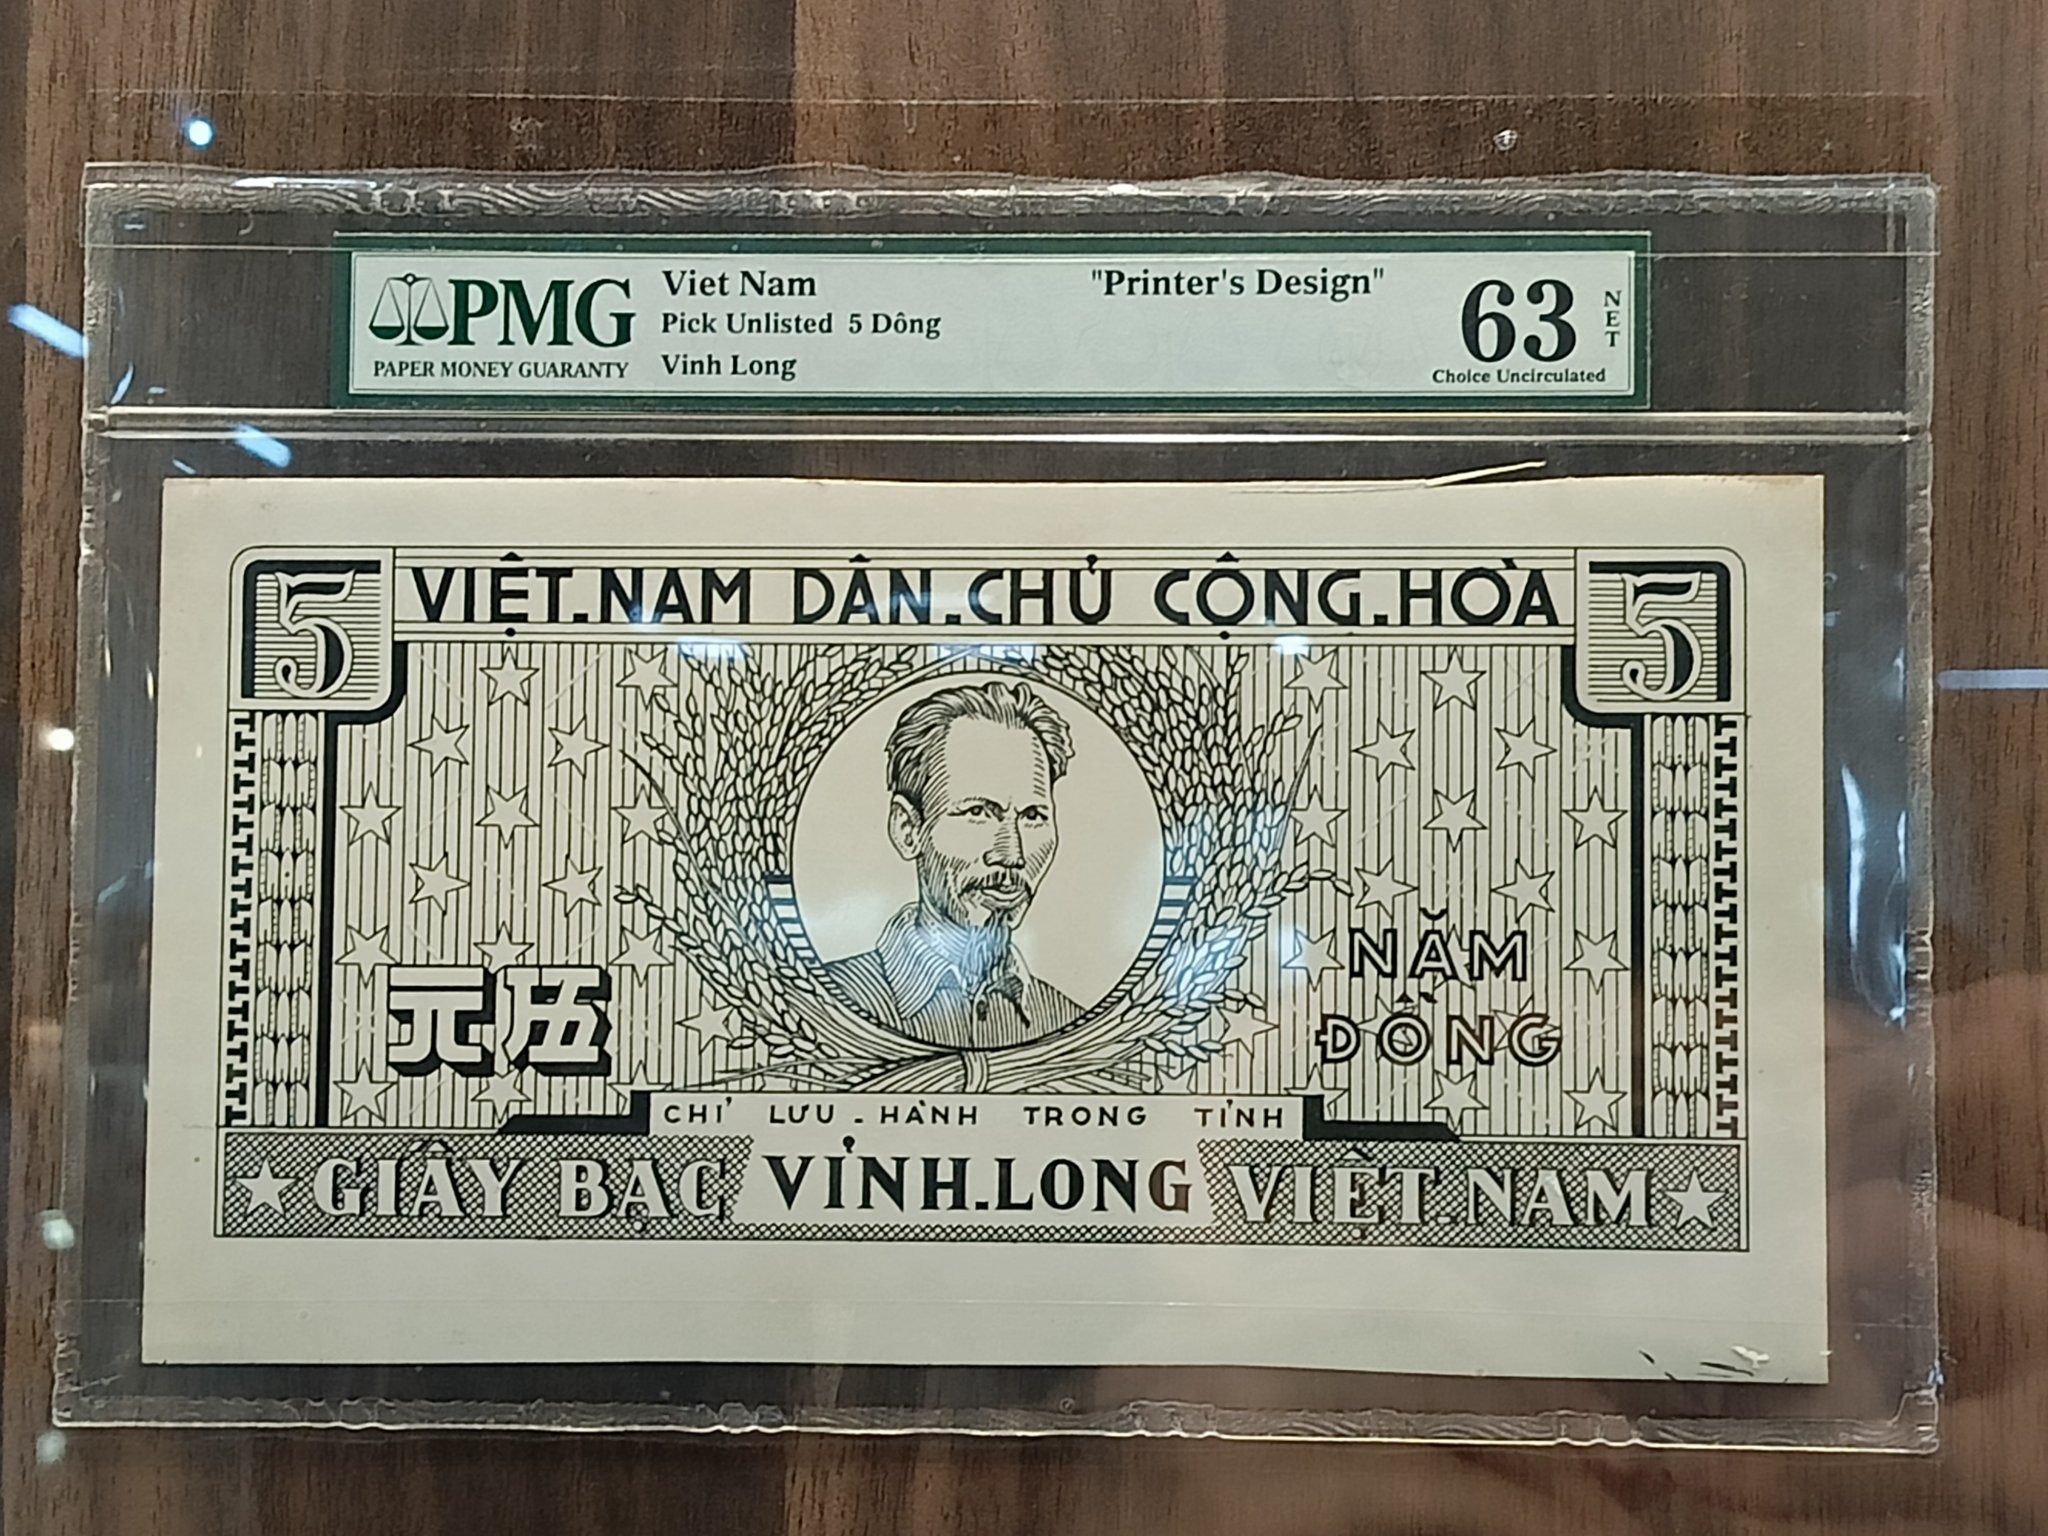 PMG
PAPER MONEY GUARANTY
Viet Nam
Pick Unlisted 5 Dông
Vinh Long
"Printer's Design"
63
NET
Choice Uncirculated
5
VIỆT-NAM DÂN-CHỦ CỘNG-HÒA
5
元伍
NĂM
ĐỒNG
CHỈ LƯU-HÀNH TRONG TỈNH
GIẤY BẠC VỈNH-LONG VIỆT-NAM